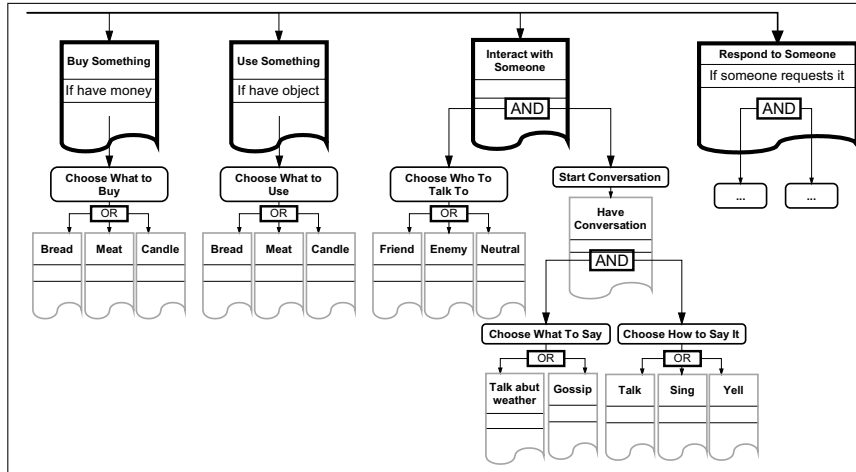 Buy Something
If have money
Use Something
If have object
Interact with
Someone
AND
Respond to Someone
If someone requests it
AND
Choose What to
Buy
OR
Bread
Meat
Candle
Choose What to
Use
OR
Bread
Meat
Candle
Choose Who To
Talk To
OR
Friend
Enemy
Neutral
Start Conversation
Have
Conversation
AND
...
...
Choose What To Say
OR
Talk abut
weather
Gossip
Choose How to Say It
OR
Talk
Sing
Yell